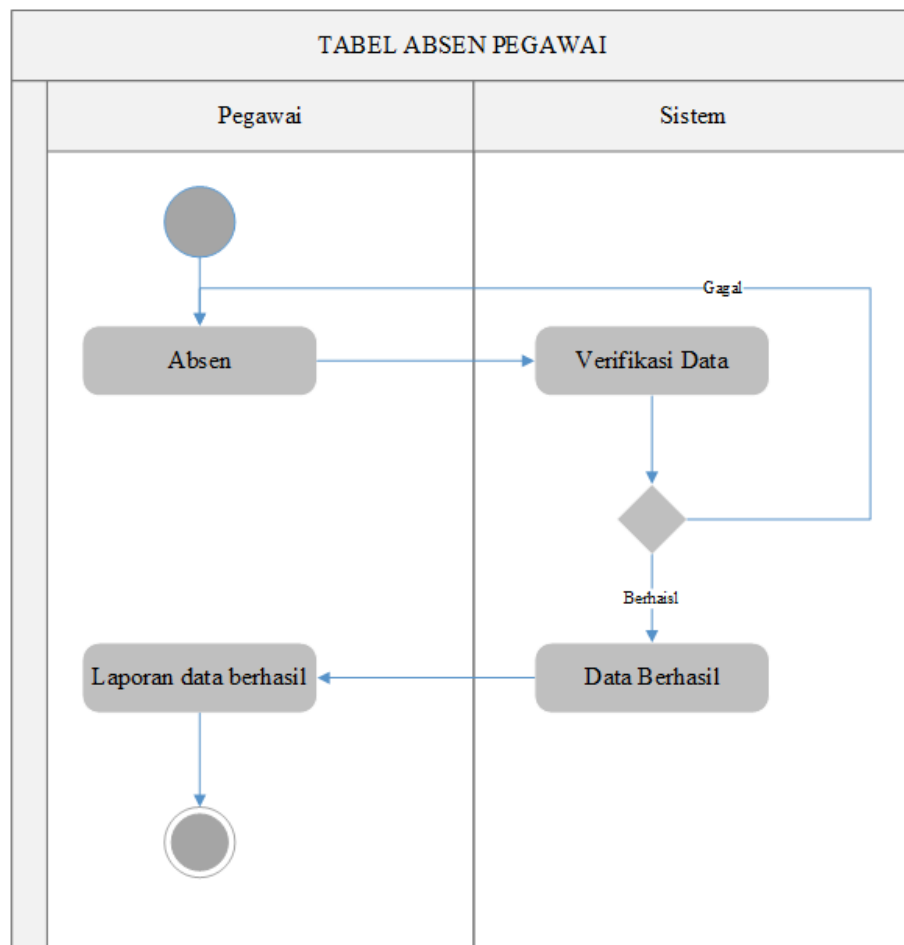 TABEL ABSEN PEGAWAI
Pegawai
Sistem
Gagal
Absen
Verifikasi Data
Berhaisl
Laporan data berhasil
Data Berhasil